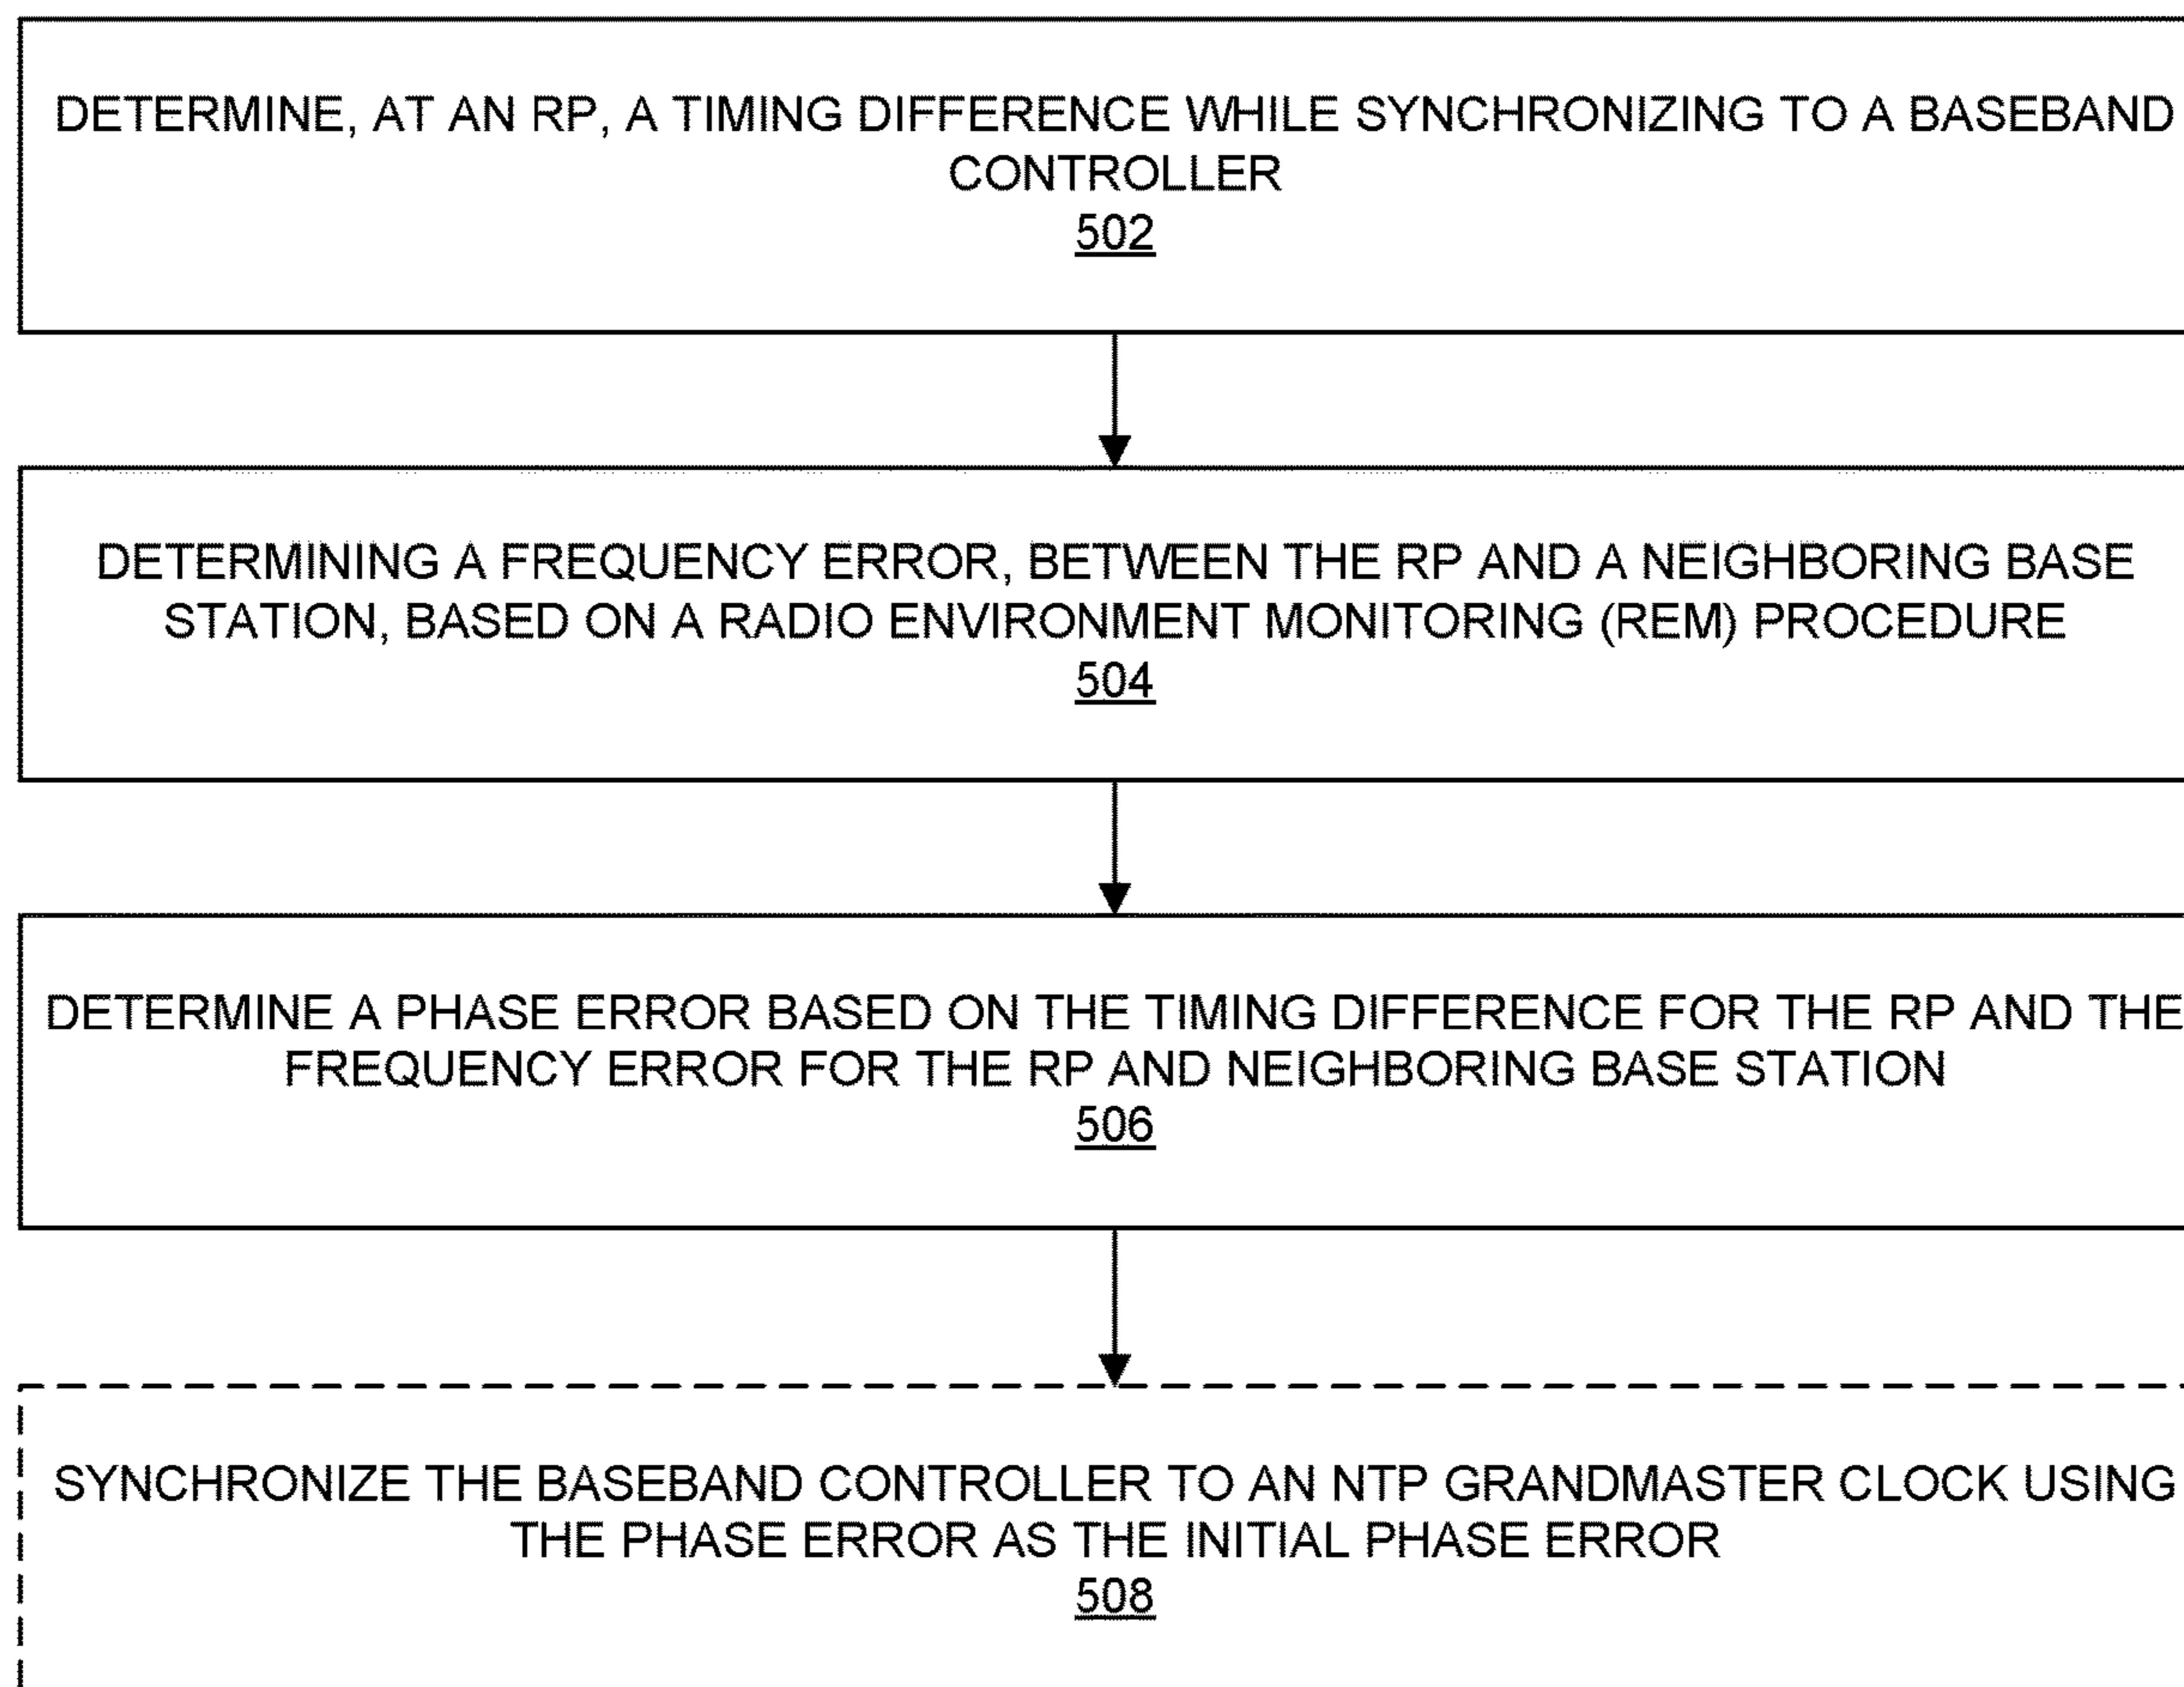 DETERMINE, AT AN RP, A TIMING DIFFERENCE WHILE SYNCHRONIZING TO A BASEBAND
CONTROLLER
502
DETERMINING A FREQUENCY ERROR, BETWEEN THE RP AND A NEIGHBORING BASE
STATION, BASED ON A RADIO ENVIRONMENT MONITORING (REM) PROCEDURE
504
DETERMINE A PHASE ERROR BASED ON THE TIMING DIFFERENCE FOR THE RP AND THE
FREQUENCY ERROR FOR THE RP AND NEIGHBORING BASE STATION
506
SYNCHRONIZE THE BASEBAND CONTROLLER TO AN NTP GRANDMASTER CLOCK USING
THE PHASE ERROR AS THE INITIAL PHASE ERROR
508